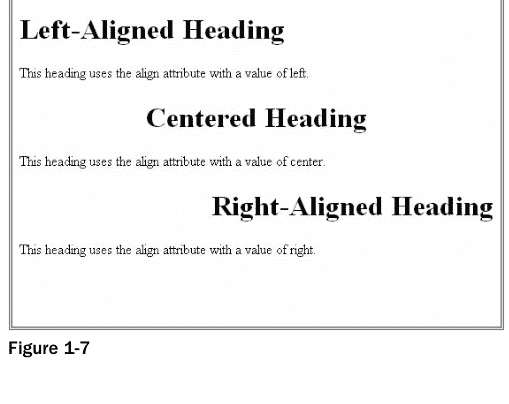 Left-Aligned Heading
This heading uses the align attribute with a value of left.
Centered Heading
This heading uses the align attribute with a value of center.
Right-Aligned Heading
This heading uses the align attribute with a value of right.
Figure 1-7